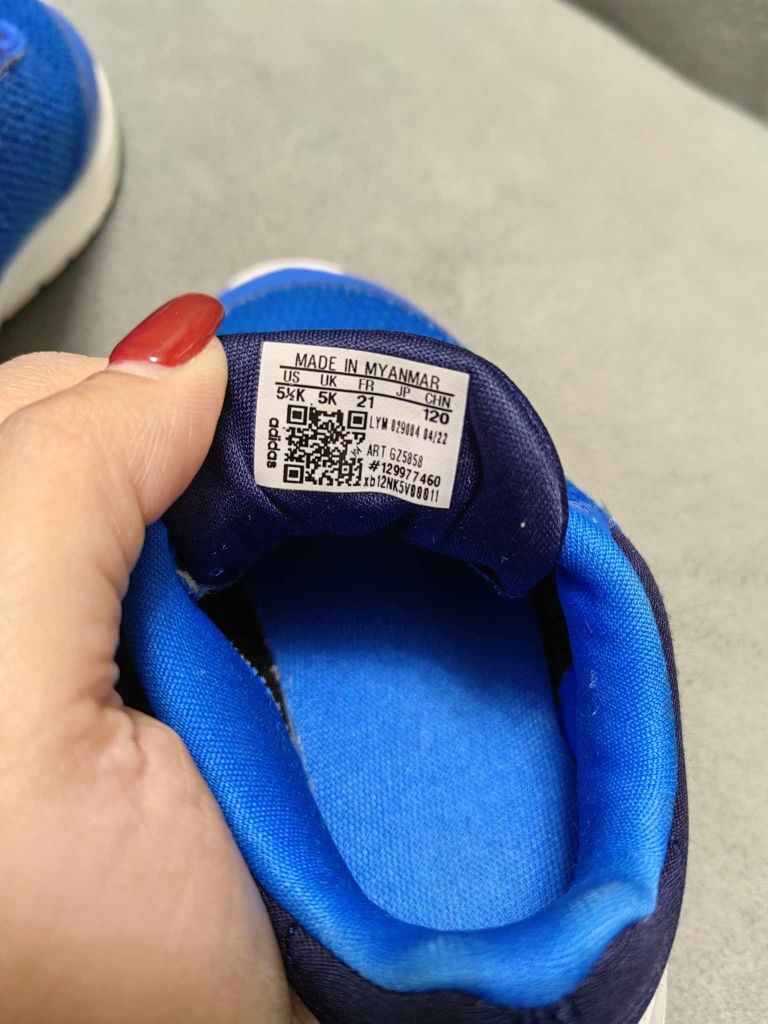 MADE IN MYANMAR
US UK FR JP CHN
5½K 5K 21 120
LYM 029004 04/22
ART GZ5858
#129977460
xb12NK5V00011
adidas